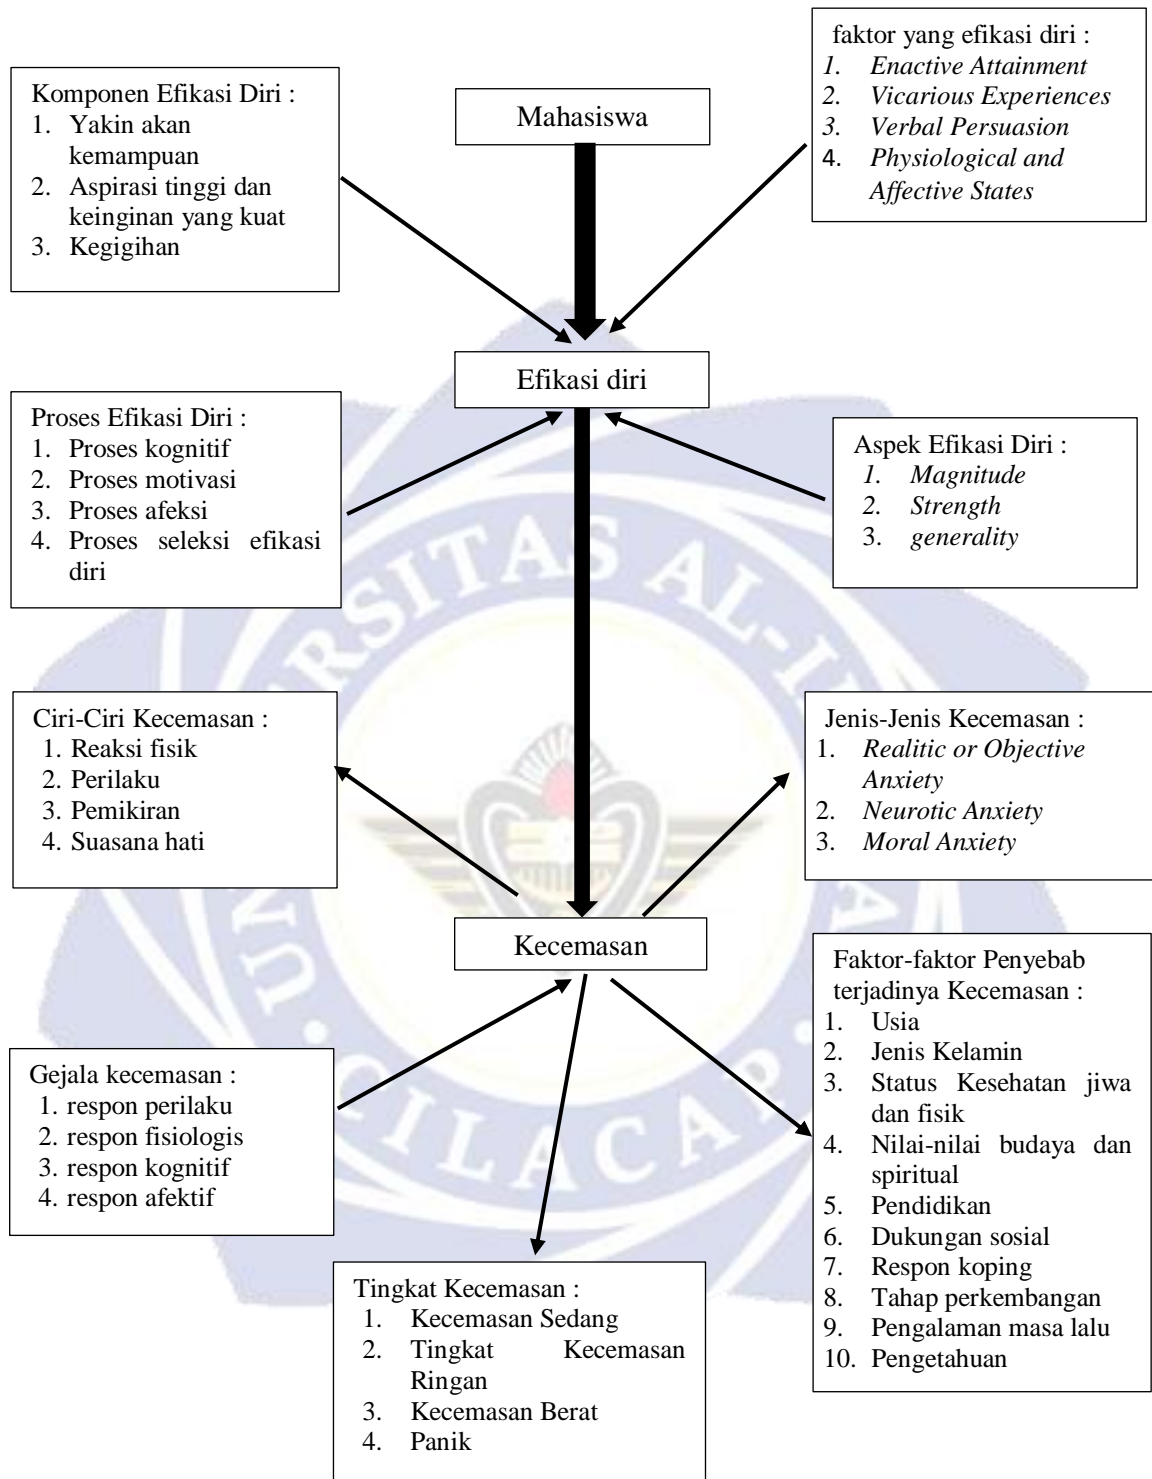 faktor yang efikasi diri :
1. Enactive Attainment
2. Vicarious Experiences
3. Verbal Persuasion
4. Physiological and
Affective States
Komponen Efikasi Diri :
1. Yakin akan
kemampuan
2. Aspirasi tinggi dan
keinginan yang kuat
3. Kegigihan
Mahasiswa
Efikasi diri
Proses Efikasi Diri :
1. Proses kognitif
2. Proses motivasi
3. Proses afeksi
4. Proses seleksi efikasi
diri
Aspek Efikasi Diri :
1. Magnitude
2. Strength
3. generality
Ciri-Ciri Kecemasan :
1. Reaksi fisik
2. Perilaku
3. Pemikiran
4. Suasana hati
Jenis-Jenis Kecemasan :
1. Realitic or Objective
Anxiety
2. Neurotic Anxiety
3. Moral Anxiety
Kecemasan
Gejala kecemasan :
1. respon perilaku
2. respon fisiologis
3. respon kognitif
4. respon afektif
Faktor-faktor Penyebab
terjadinya Kecemasan :
1. Usia
2. Jenis Kelamin
3. Status Kesehatan jiwa
dan fisik
4. Nilai-nilai budaya dan
spiritual
5. Pendidikan
6. Dukungan sosial
7. Respon koping
8. Tahap perkembangan
9. Pengalaman masa lalu
10. Pengetahuan
Tingkat Kecemasan :
1. Kecemasan Sedang
2. Tingkat Kecemasan
Ringan
3. Kecemasan Berat
4. Panik
CILACAP